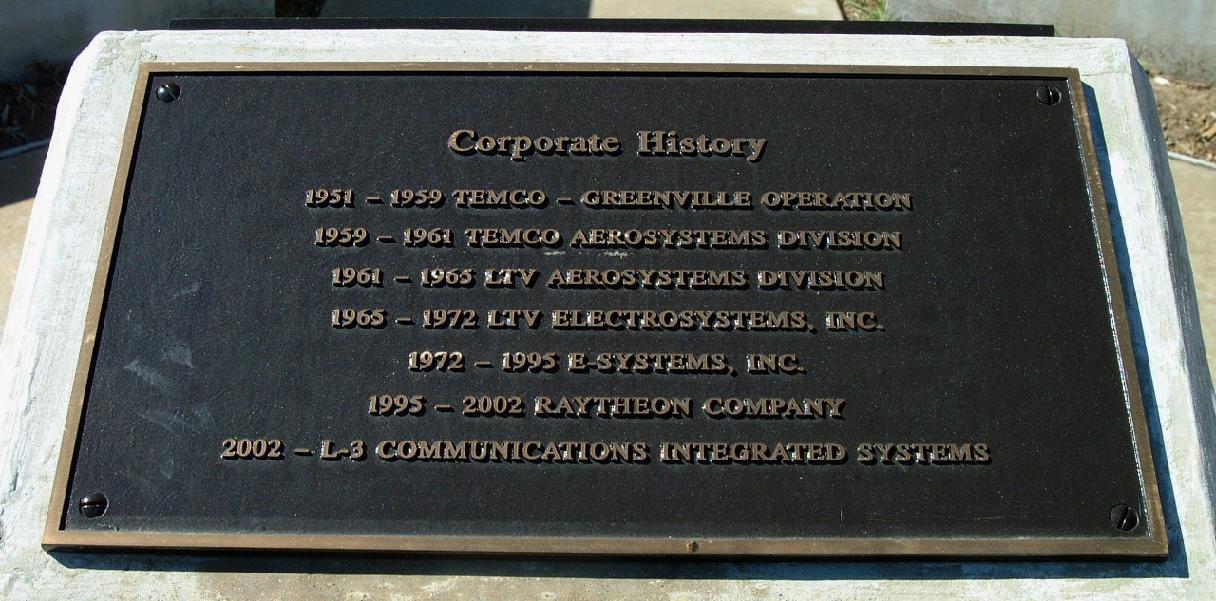 Corporate History
1951 – 1959 TEMCO – GREENVILLE OPERATION
1959 – 1961 TEMCO AEROSYSTEMS DIVISION
1961 – 1965 LTV AEROSYSTEMS DIVISION
1965 – 1972 LTV ELECTROSYSTEMS, INC.
1972 – 1995 E-SYSTEMS, INC.
1995 – 2002 RAYTHEON COMPANY
2002 – L-3 COMMUNICATIONS INTEGRATED SYSTEMS